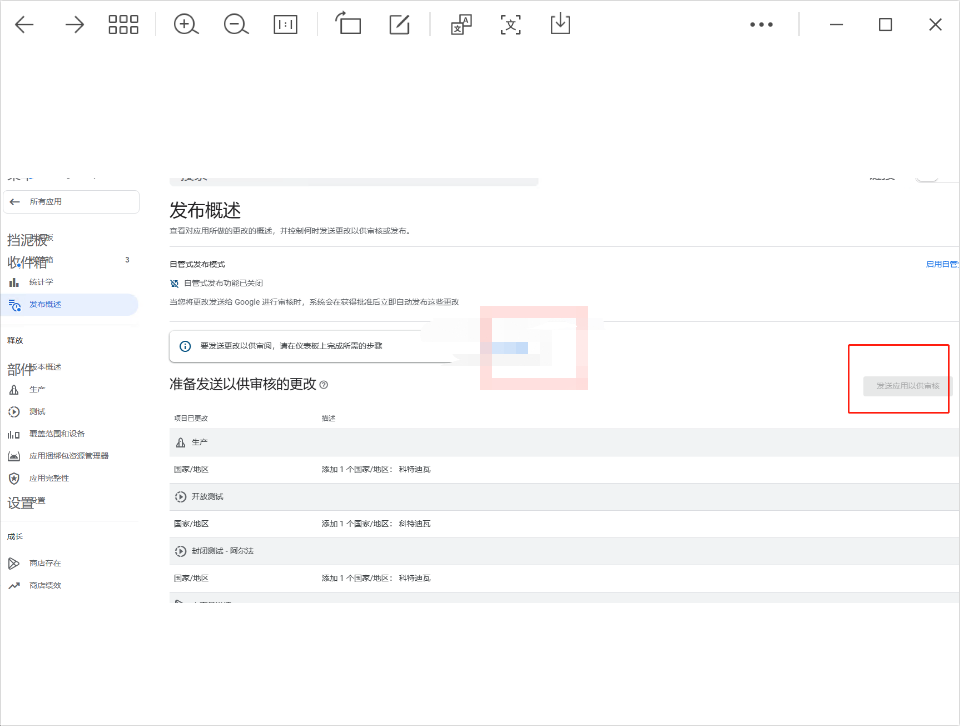 所有应用
挡泥板
收件箱
3
统计学
发布概述
释放
部件
版本概述
生产
测试
覆盖范围和设备
应用捆绑包资源管理器
应用完整性
设置
成长
商店存在
商店绩效
发布概述
查看对应用所做的更改的概述，并控制何时发送更改以供审核或发布。
自管式发布模式
启用自管
自管式发布功能已关闭
当您将更改发送给 Google 进行审核时，系统会在获得批准后立即自动发布这些更改
要发送更改以供审阅，请在仪表板上完成所需的步骤
准备发送以供审核的更改
发送应用以供审核
项目已更改
描述
生产
国家/地区
添加 1 个国家/地区： 科特迪瓦
开放测试
国家/地区
添加 1 个国家/地区： 科特迪瓦
封闭测试 - 阿尔法
国家/地区
添加 1 个国家/地区： 科特迪瓦